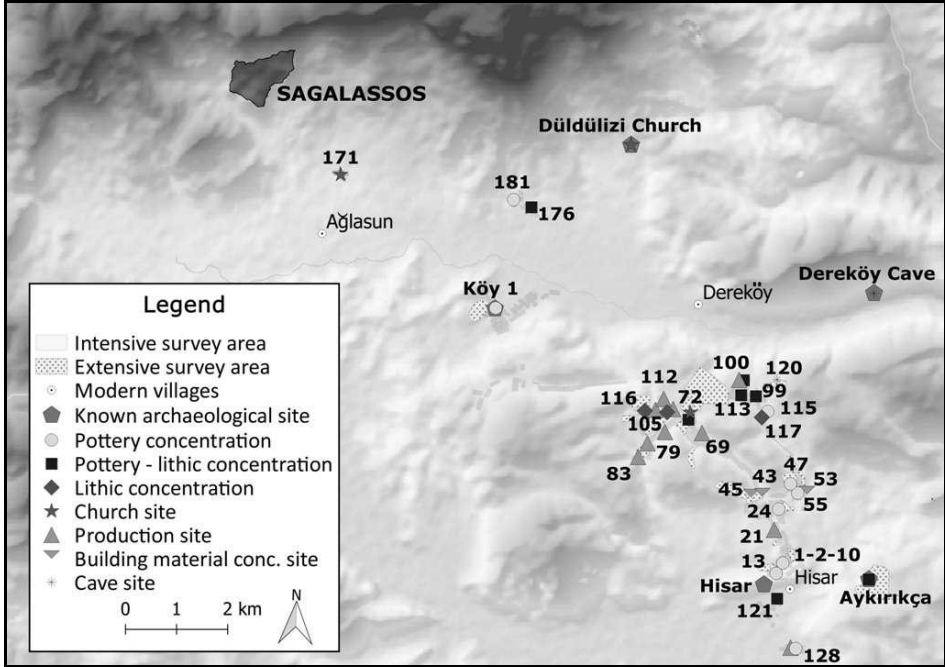 SAGALASSOS
Düldülizi Church
171
181
176
Ağlasun
Dereköy Cave
Köy 1
Dereköy
Legend
Intensive survey area
Extensive survey area
Modern villages
Known archaeological site
Pottery concentration
Pottery - lithic concentration
Lithic concentration
Church site
Production site
Building material conc. site
Cave site
0 1 2 km
N
100
120
112
99
116
72
113
115
105
117
79
69
83
47
43
53
45
24
55
21
13
1-2-10
Hisar
Hisar
Aykırıkça
121
128